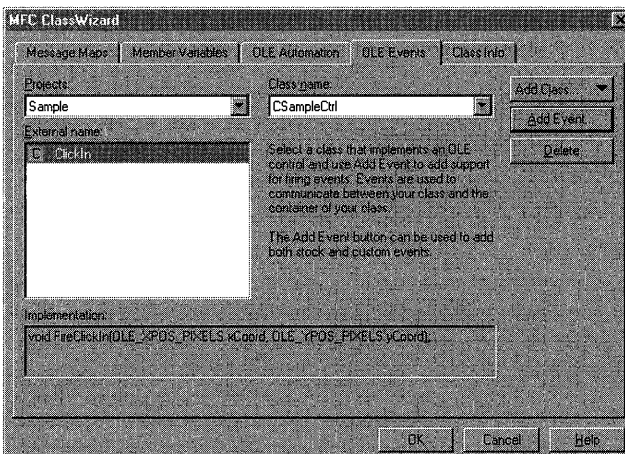 MFC ClassWizard
Message Maps
Member Variables
OLE Automation
OLE Events
Class Info
Projects:
Class name:
Add Class...
Sample
CSampleCtrl
Add Event...
External name:
Delete
C ClickIn
Select a class that implements an OLE
control and use Add Event to add support
for firing events. Events are used to
communicate between your class and the
container of your class.
The Add Event button can be used to add
both stock and custom events.
Implementation:
void FireClickIn(OLE_XPOS_PIXELS xCoord, OLE_YPOS_PIXELS yCoord);
OK
Cancel
Help